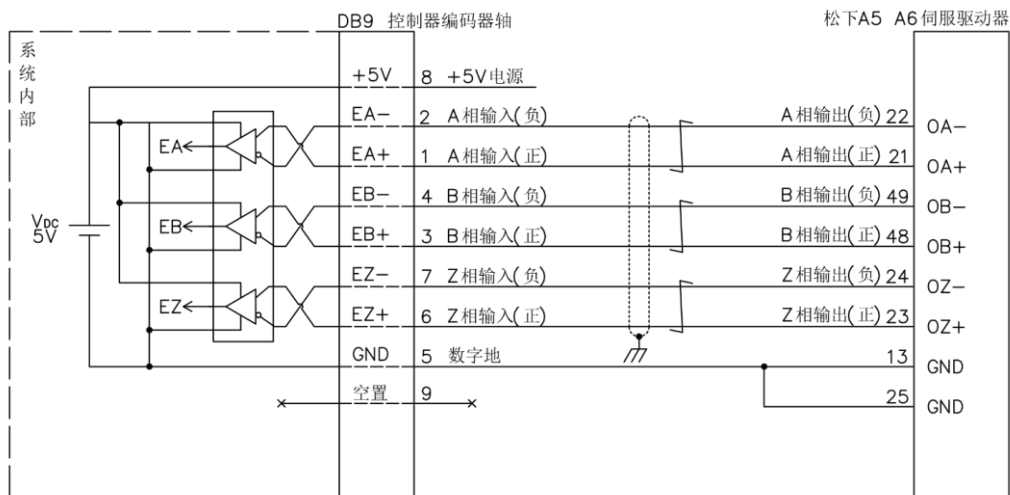 DB9 控制器编码器轴
松下A5 A6伺服驱动器
系统内部
+5V 8 +5V电源
EA- 2 A相输入(负) A相输出(负) 22 OA-
EA
EA+ 1 A相输入(正) A相输出(正) 21 OA+
EB- 4 B相输入(负) B相输出(负) 49 OB-
VDC 5V
EB
EB+ 3 B相输入(正) B相输出(正) 48 OB+
EZ- 7 Z相输入(负) Z相输出(负) 24 OZ-
EZ
EZ+ 6 Z相输入(正) Z相输出(正) 23 OZ+
GND 5 数字地 13 GND
空置 9 25 GND